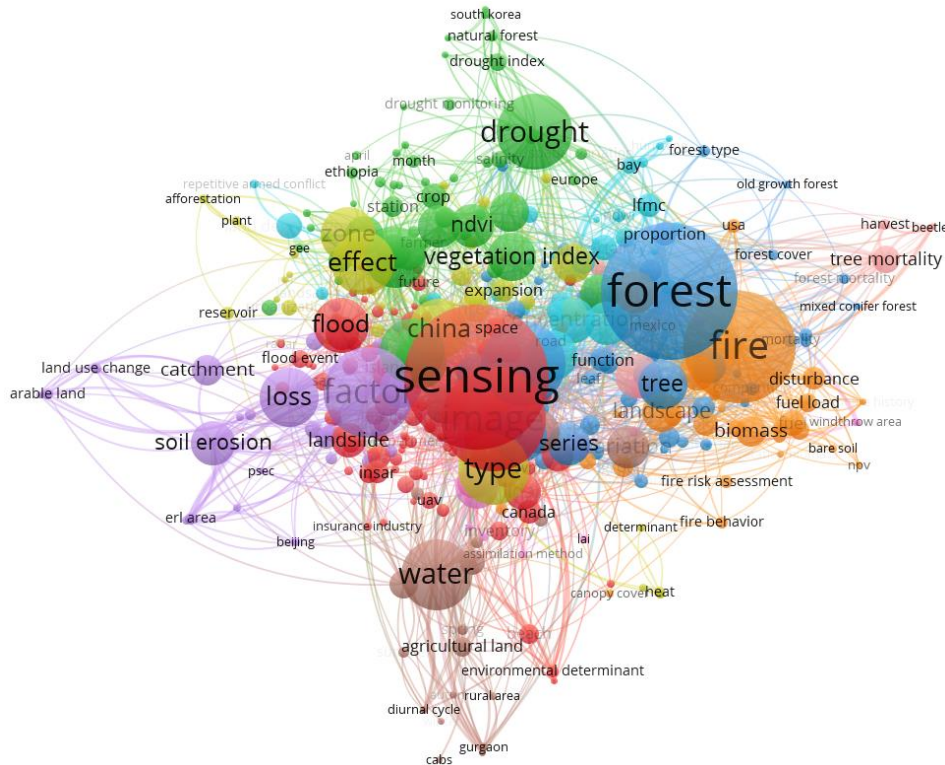 south korea
natural forest
drought index
drought monitoring
drought
forest type
april
month
salinity
bay
ethiopia
europe
repetitive armed conflict
old growth forest
afforestation
crop
station
lfmc
plant
ndvi
usa
harvest
beetle
zone
proportion
gee
farmer
forest cover
tree mortality
effect
vegetation index
future
forest mortality
expansion
forest
mixed conifer forest
reservoir
flood
china
space
mexico
road
fire
mortality
flood event
function
land use change
catchment
sensing
leaf
tree
disturbance
arable land
loss
factor
fuel load
image
landscape
windthrow area
biomass
soil erosion
landslide
series
bare soil
psec
insar
type
npv
fire risk assessment
uav
canada
erl area
insurance industry
determinant
fire behavior
inventory
beijing
lai
assimilation method
water
canopy cover
heat
spring
beach
agricultural land
environmental determinant
rural area
diurnal cycle
gurgaon
cabs